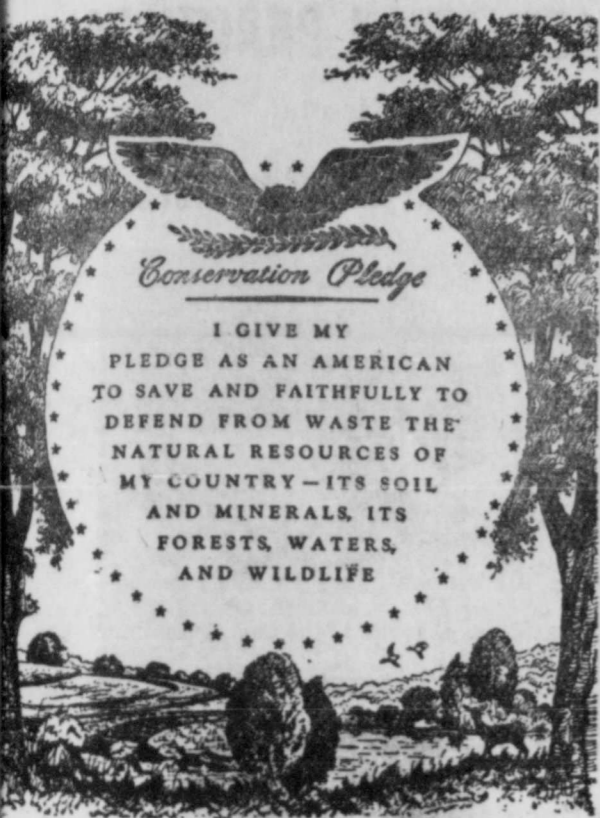 Conservation Pledge
I GIVE MY
PLEDGE AS AN AMERICAN
TO SAVE AND FAITHFULLY TO
DEFEND FROM WASTE THE
NATURAL RESOURCES OF
MY COUNTRY—ITS SOIL
AND MINERALS, ITS
FORESTS, WATERS,
AND WILDLIFE